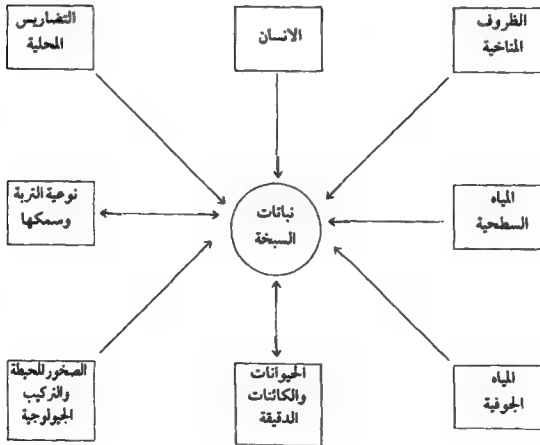 الظروف
المناخية
الانسان
التضاريس
المحلية
المياه
السطحية
نباتات
السبخة
نوعية التربة
وسمكها
المياه
الجوفية
الحيوانات
والكائنات
الدقيقة
الصخور المحيطة
والتركيب
الجيولوجية